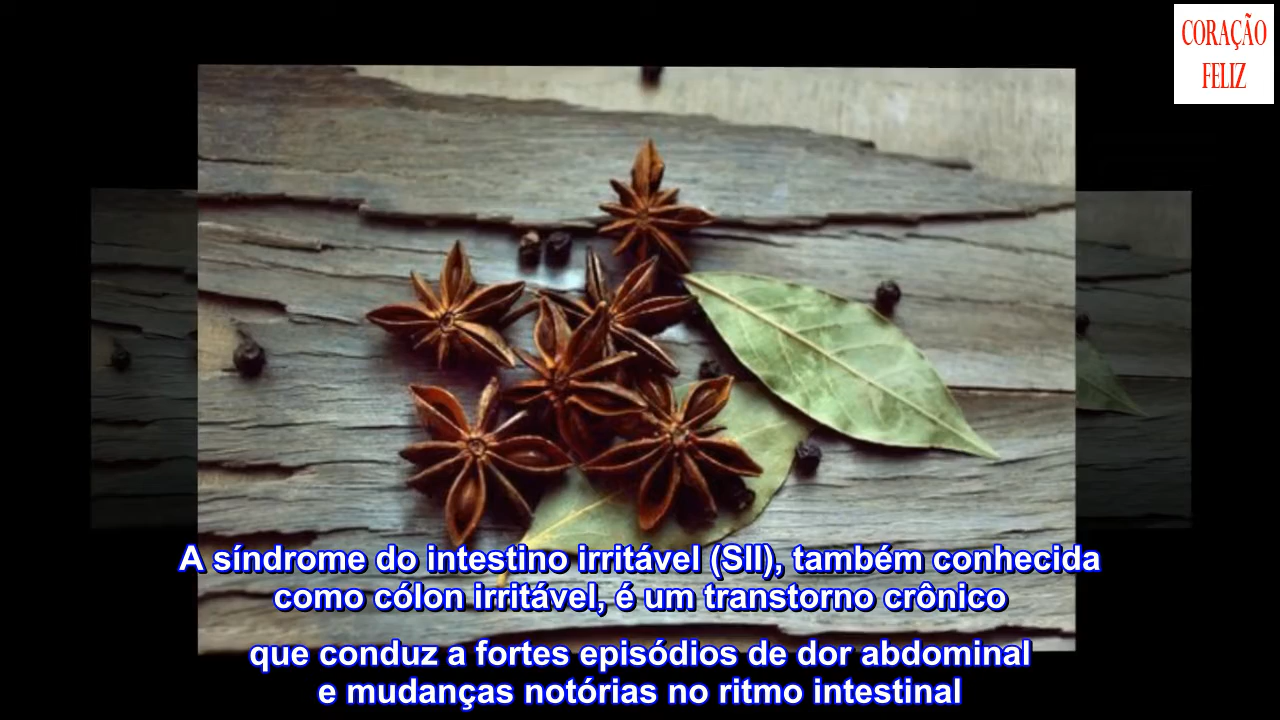 CORAÇÃO
FELIZ
A síndrome do intestino irritável (SII), também conhecida
como cólon irritável, é um transtorno crônico
que conduz a fortes episódios de dor abdominal
e mudanças notórias no ritmo intestinal